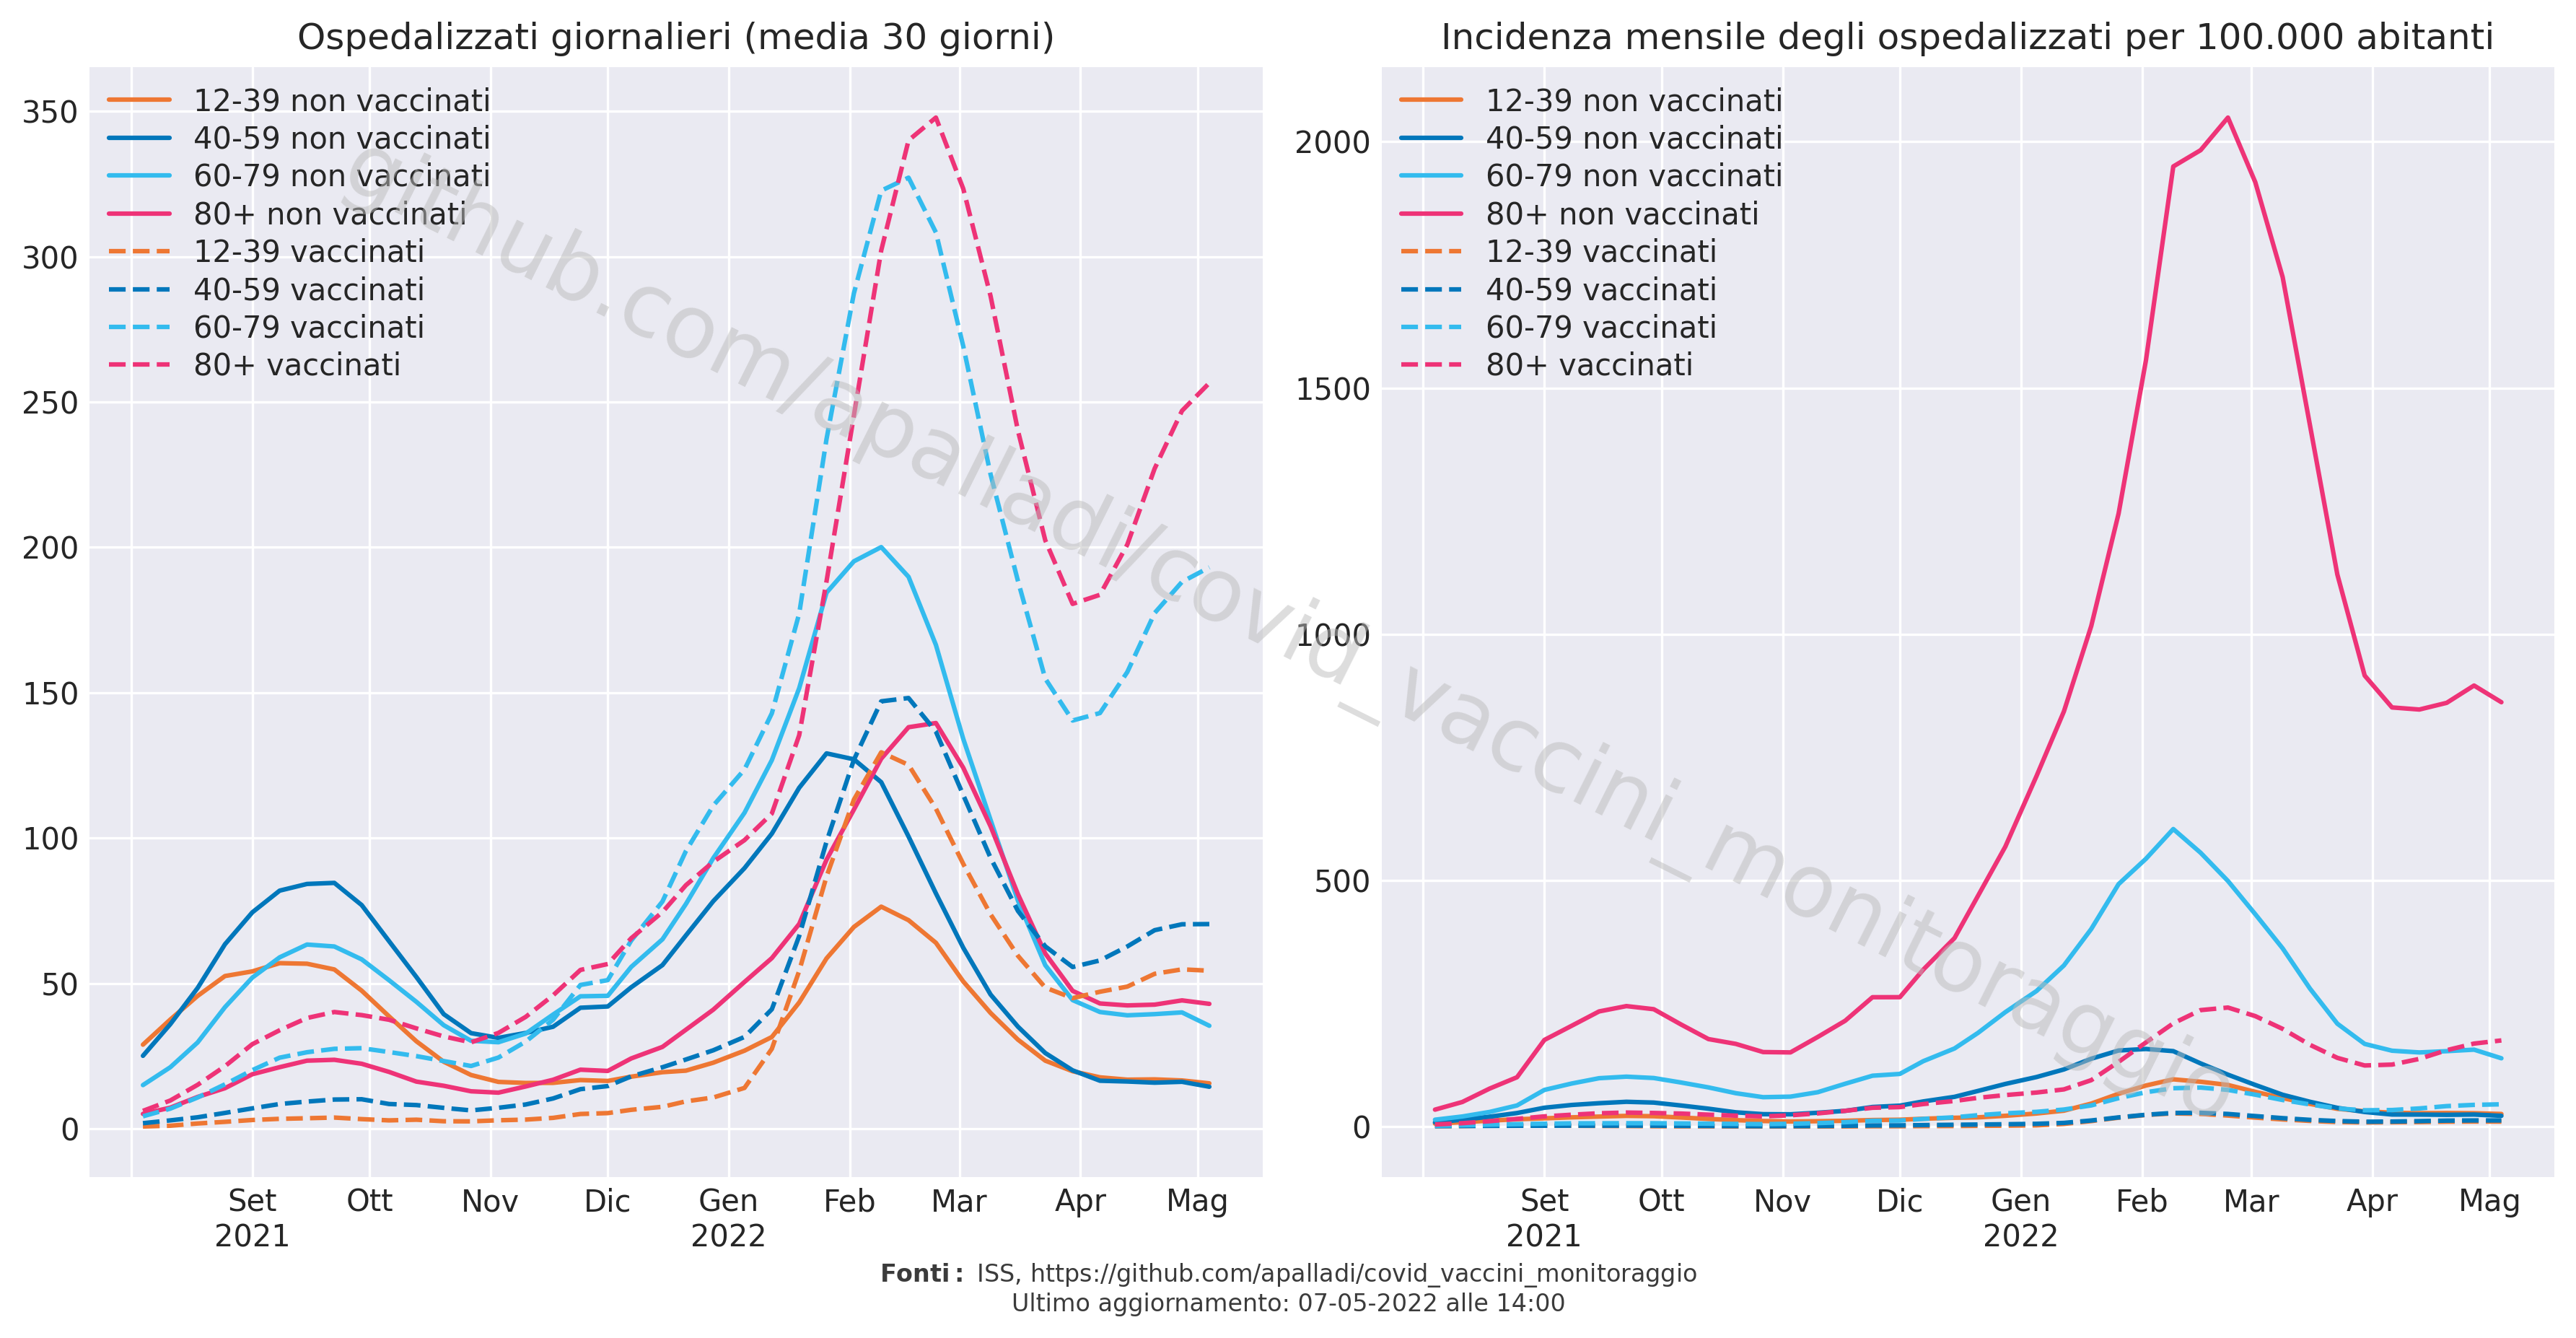 Ospedalizzati giornalieri (media 30 giorni)
350
300
250
200
150
100
50
0
12-39 non vaccinati
40-59 non vaccinati
60-79 non vaccinati
80+ non vaccinati
12-39 vaccinati
40-59 vaccinati
60-79 vaccinati
80+ vaccinati
Set Ott Nov Dic Gen Feb Mar Apr Mag
2021 2022
Incidenza mensile degli ospedalizzati per 100.000 abitanti
2000
1500
1000
500
0
12-39 non vaccinati
40-59 non vaccinati
60-79 non vaccinati
80+ non vaccinati
12-39 vaccinati
40-59 vaccinati
60-79 vaccinati
80+ vaccinati
Set Ott Nov Dic Gen Feb Mar Apr Mag
2021 2022
github.com/apalladi/covid_vaccini_monitoraggio
Fonti: ISS, https://github.com/apalladi/covid_vaccini_monitoraggio
Ultimo aggiornamento: 07-05-2022 alle 14:00